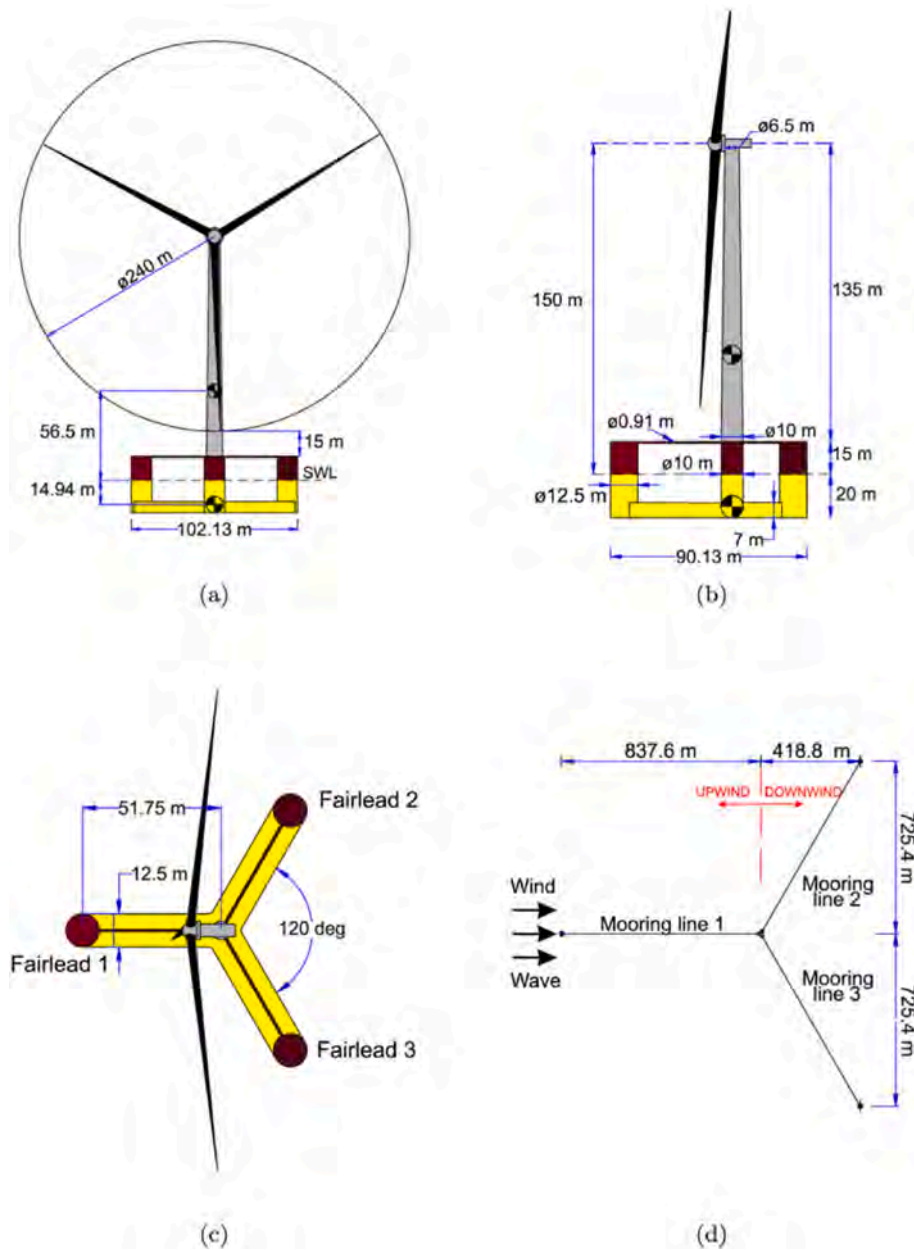 ø240 m
56.5 m
15 m
SWL
14.94 m
102.13 m
(a)
ø6.5 m
150 m
135 m
ø0.91 m
ø10 m
15 m
ø10 m
ø12.5 m
20 m
7 m
90.13 m
(b)
51.75 m
Fairlead 2
12.5 m
120 deg
Fairlead 1
Fairlead 3
(c)
837.6 m
418.8 m
UPWIND
DOWNWIND
725.4 m
Wind
Mooring
line 2
Mooring line 1
Wave
Mooring
line 3
725.4 m
(d)